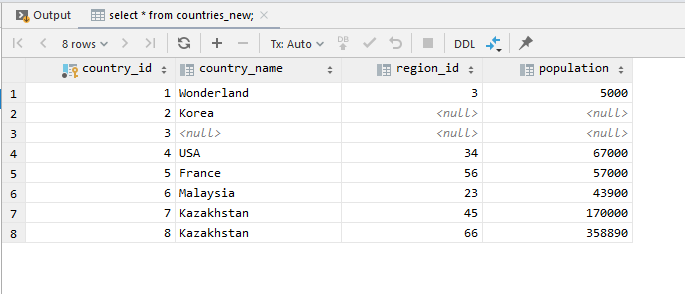 Output select * from countries_new;
8 rows Tx: Auto DB DDL
country_id country_name region_id population
1 1 Wonderland 3 5000
2 2 Korea <null> <null>
3 3 <null> <null> <null>
4 4 USA 34 67000
5 5 France 56 57000
6 6 Malaysia 23 43900
7 7 Kazakhstan 45 170000
8 8 Kazakhstan 66 358890